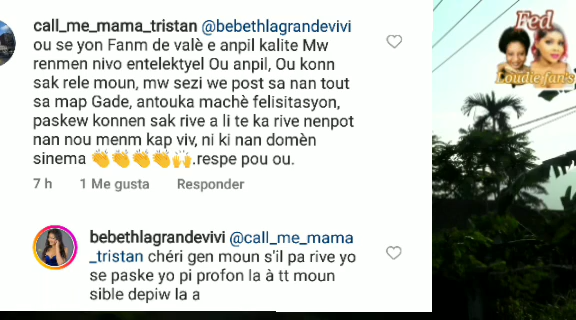 call_me_mama_tristan @bebethlagrandevivi
ou se yon Fanm de valè e anpil kalite Mw
renmen nivo entelektyel Ou anpil, Ou konn
sak rele moun, mw sezi we post sa nan tout
sa map Gade, antouka machè felisitasyon,
paskew konnen sak rive a li te ka rive nenpot
nan nou menm kap viv, ni ki nan domèn
sinema 👏👏👏👏🙌.respe pou ou.
7 h 1 Me gusta Responder
bebethlagrandevivi @call_me_mama
_tristan chéri gen moun s'il pa rive yo
se paske yo pi profon la à tt moun
sible depiw la a
Fed
Loudie fan's